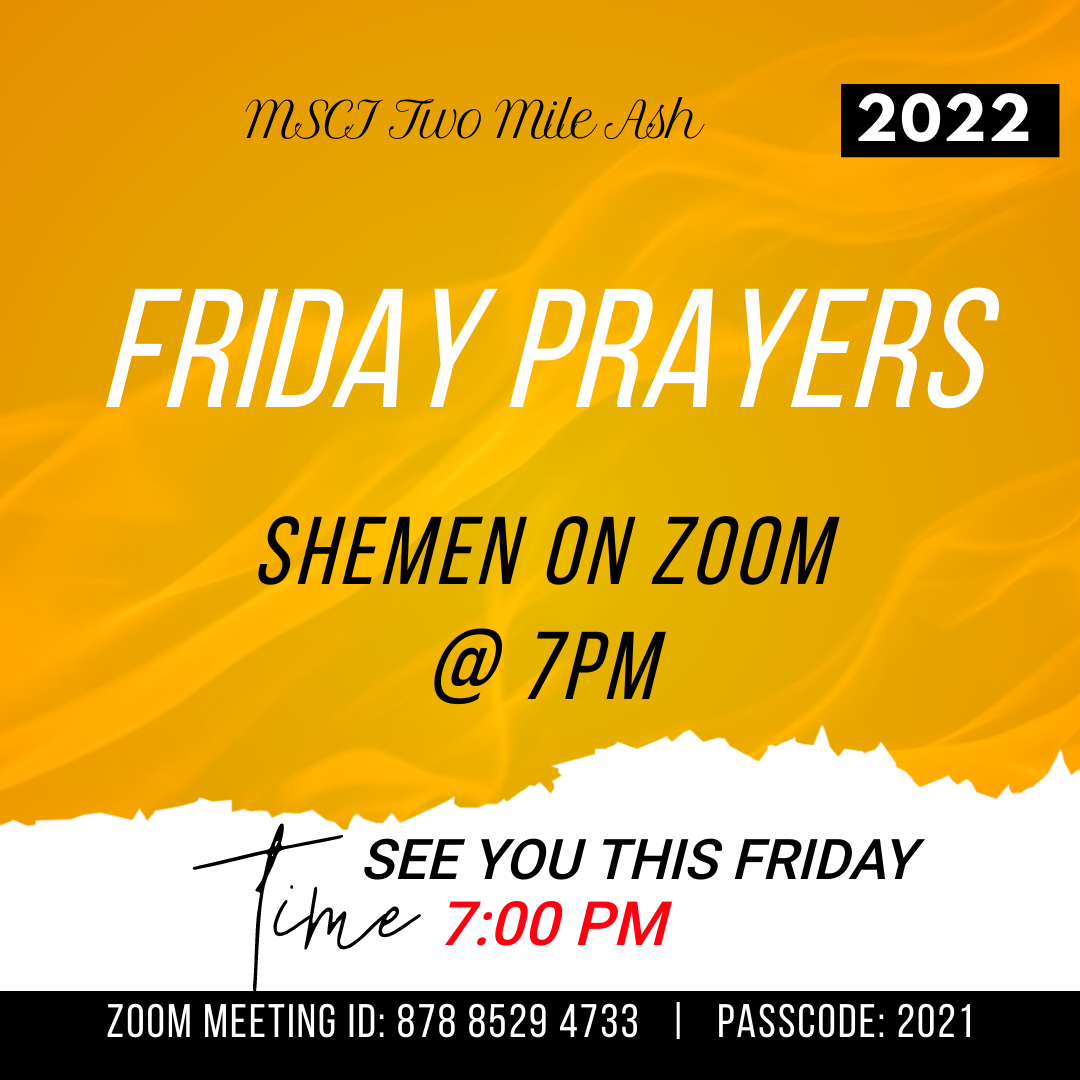 MSCI Two Mile Ash
2022
FRIDAY PRAYERS
SHEMEN ON ZOOM
@ 7PM
SEE YOU THIS FRIDAY
Time 7:00 PM
ZOOM MEETING ID: 878 8529 4733 | PASSCODE: 2021